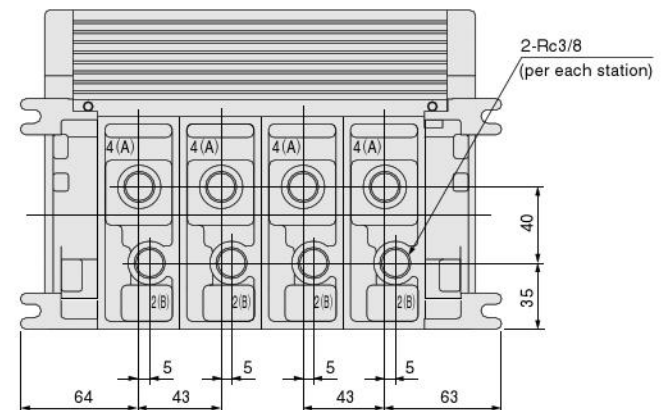 2-Rc3/8
(per each station)
4(A) 4(A) 4(A) 4(A)
40
2(B) 2(B) 2(B) 2(B)
35
5 5 5 5
64 43 43 63